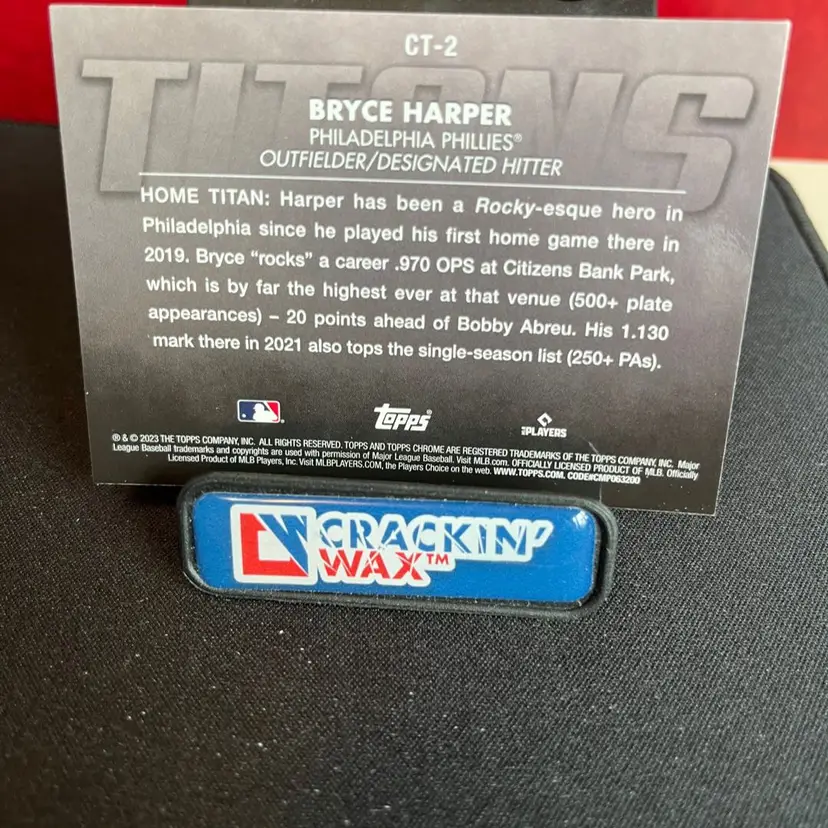 CT-2
TITANS
BRYCE HARPER
PHILADELPHIA PHILLIES®
OUTFIELDER/DESIGNATED HITTER
HOME TITAN: Harper has been a Rocky-esque hero in
Philadelphia since he played his first home game there in
2019. Bryce “rocks” a career .970 OPS at Citizens Bank Park,
which is by far the highest ever at that venue (500+ plate
appearances) – 20 points ahead of Bobby Abreu. His 1.130
mark there in 2021 also tops the single-season list (250+ PAs).
Topps®
MLB PLAYERS
® & © 2023 THE TOPPS COMPANY, INC. ALL RIGHTS RESERVED. TOPPS AND TOPPS CHROME ARE REGISTERED TRADEMARKS OF THE TOPPS COMPANY, INC. Major
League Baseball trademarks and copyrights are used with permission of Major League Baseball. Visit MLB.com. OFFICIALLY LICENSED PRODUCT OF MLB. Officially
Licensed Product of MLB Players, Inc. Visit MLBPLAYERS.COM, the Players Choice on the web. WWW.TOPPS.COM. CODE#CMP063200
CW CRACKIN'
WAX™